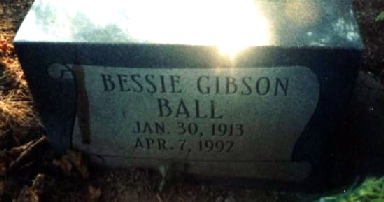 BESSIE GIBSON
BALL
JAN. 30, 1913
APR. 7, 1992